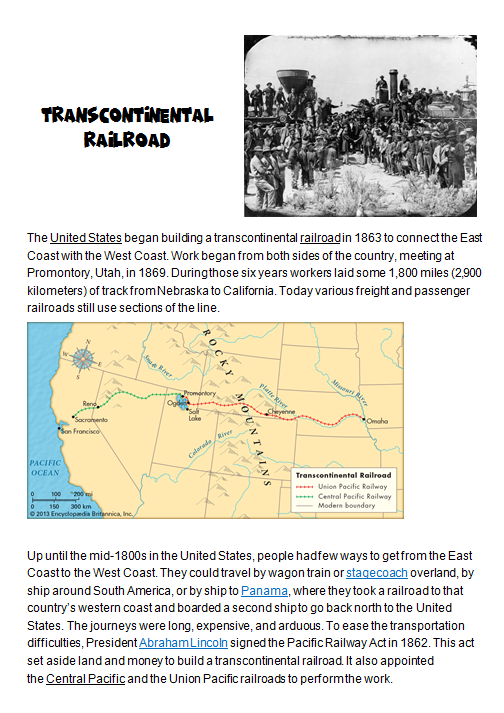 TRANSCONTINENTAL
RAILROAD
The United States began building a transcontinental railroad in 1863 to connect the East
Coast with the West Coast. Work began from both sides of the country, meeting at
Promontory, Utah, in 1869. During those six years workers laid some 1,800 miles (2,900
kilometers) of track from Nebraska to California. Today various freight and passenger
railroads still use sections of the line.
N
W
E
S
ROCKY MOUNTAINS
Snake River
Platte River
Missouri River
Colorado River
Promontory
Ogden
Salt
Lake
Reno
Sacramento
San Francisco
Cheyenne
Omaha
PACIFIC
OCEAN
0 100 200 mi
0 150 300 km
© 2013 Encyclopædia Britannica, Inc.
Transcontinental Railroad
Union Pacific Railway
Central Pacific Railway
Modern boundary
Up until the mid-1800s in the United States, people had few ways to get from the East
Coast to the West Coast. They could travel by wagon train or stagecoach overland, by
ship around South America, or by ship to Panama, where they took a railroad to that
country's western coast and boarded a second ship to go back north to the United
States. The journeys were long, expensive, and arduous. To ease the transportation
difficulties, President Abraham Lincoln signed the Pacific Railway Act in 1862. This act
set aside land and money to build a transcontinental railroad. It also appointed
the Central Pacific and the Union Pacific railroads to perform the work.